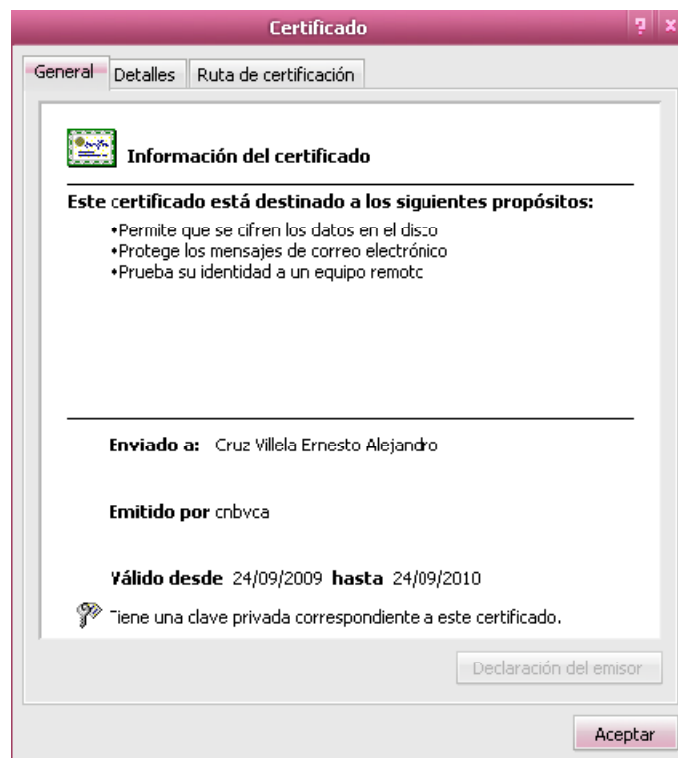 Certificado
General Detalles Ruta de certificación
Información del certificado
Este certificado está destinado a los siguientes propósitos:
•Permite que se cifren los datos en el disco
•Protege los mensajes de correo electrónico
•Prueba su identidad a un equipo remoto
Enviado a: Cruz Villela Ernesto Alejandro
Emitido por cnbvca
Válido desde 24/09/2009 hasta 24/09/2010
Tiene una clave privada correspondiente a este certificado.
Declaración del emisor
Aceptar